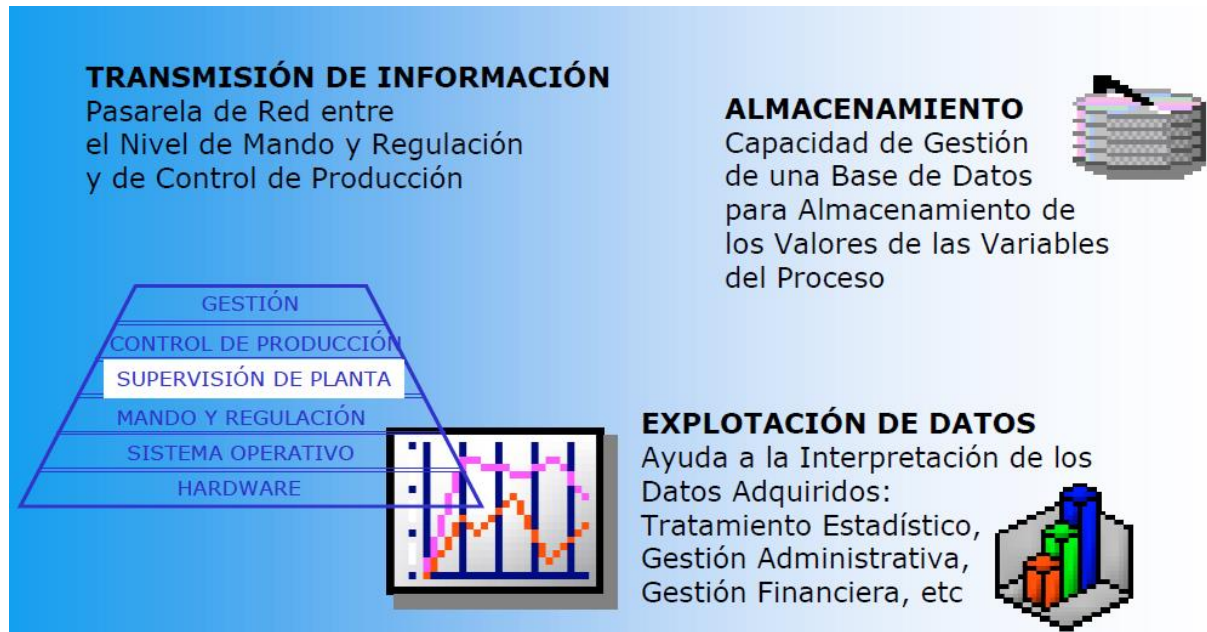 TRANSMISIÓN DE INFORMACIÓN
Pasarela de Red entre
el Nivel de Mando y Regulación
y de Control de Producción
ALMACENAMIENTO
Capacidad de Gestión
de una Base de Datos
para Almacenamiento de
los Valores de las Variables
del Proceso
GESTIÓN
CONTROL DE PRODUCCIÓN
SUPERVISIÓN DE PLANTA
MANDO Y REGULACIÓN
SISTEMA OPERATIVO
HARDWARE
EXPLOTACIÓN DE DATOS
Ayuda a la Interpretación de los
Datos Adquiridos:
Tratamiento Estadístico,
Gestión Administrativa,
Gestión Financiera, etc